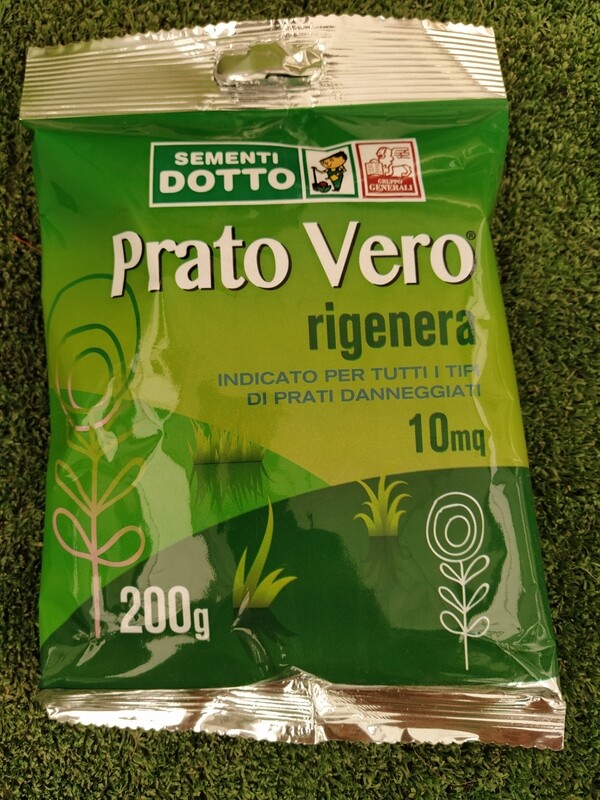 SEMENTI
DOTTO
GRUPPO
GENERALI
Prato Vero®
rigenera
INDICATO PER TUTTI I TIPI
DI PRATI DANNEGGIATI
10mq
200g